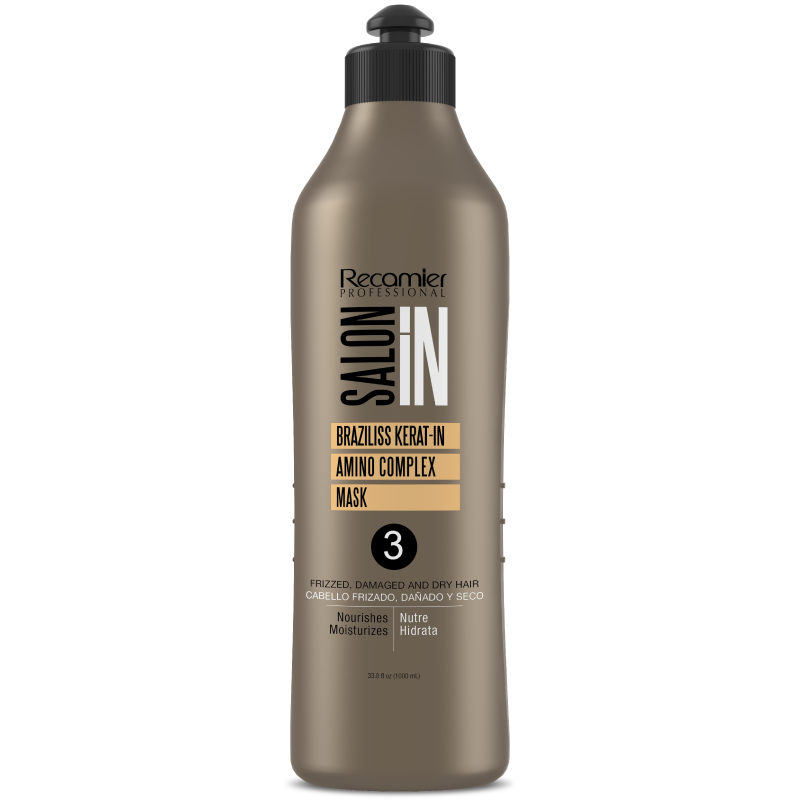 Recamier
PROFESSIONAL
SALON iN
BRAZILISS KERAT-IN
AMINO COMPLEX
MASK
3
FRIZZED, DAMAGED AND DRY HAIR
CABELLO FRIZADO, DAÑADO Y SECO
Nourishes Nutre
Moisturizes Hidrata
33.8 fl oz (1000 mL)